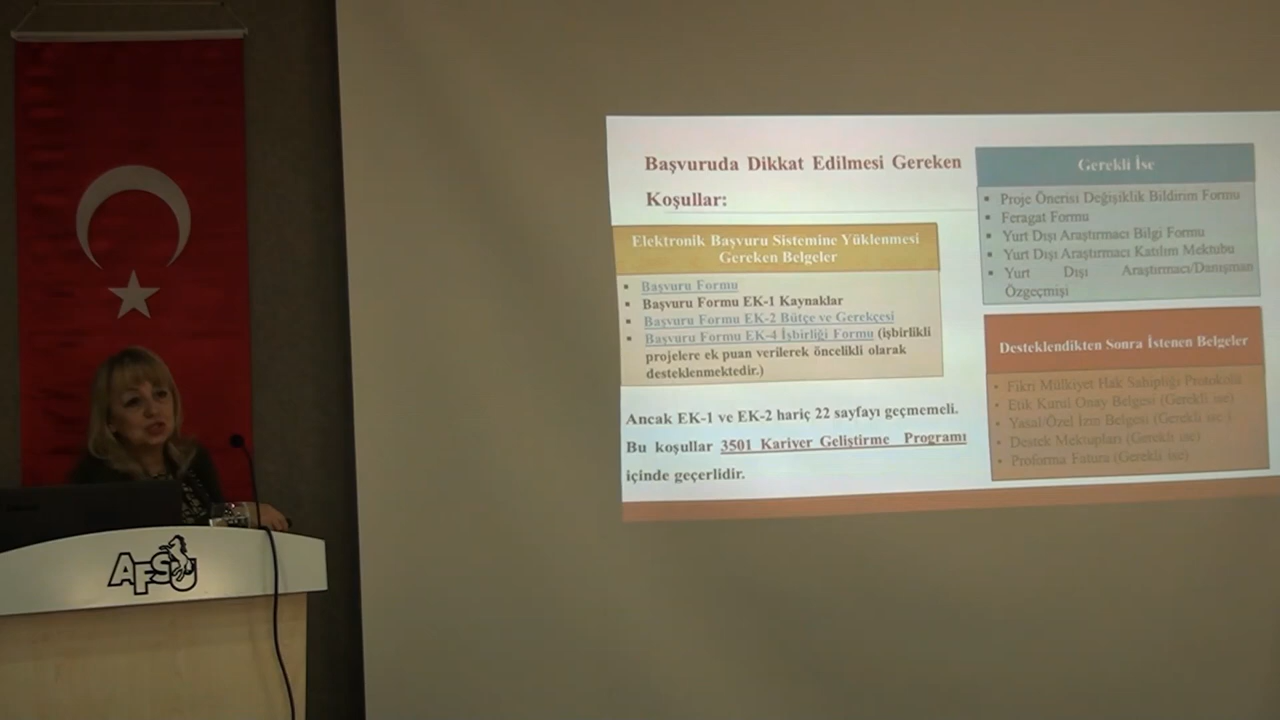 Başvuruda Dikkat Edilmesi Gereken
Koşullar:
Elektronik Başvuru Sistemine Yüklenmesi
Gereken Belgeler
Başvuru Formu
Başvuru Formu EK-1 Kaynaklar
Başvuru Formu EK-2 Bütçe ve Gerekçesi
Başvuru Formu EK-4 İşbirliği Formu (işbirlikli
projelere ek puan verilerek öncelikli olarak
desteklenmektedir.)
Ancak EK-1 ve EK-2 hariç 22 sayfayı geçmemeli.
Bu koşullar 3501 Kariyer Geliştirme Programı
içinde geçerlidir.
Gerekli İse
Proje Önerisi Değişiklik Bildirim Formu
Feragat Formu
Yurt Dışı Araştırmacı Bilgi Formu
Yurt Dışı Araştırmacı Katılım Mektubu
Yurt Dışı Araştırmacı/Danışman
Özgeçmişi
Desteklendikten Sonra İstenen Belgeler
Fikri Mülkiyet Hak Sahipliği Protokolü
Etik Kurul Onay Belgesi (Gerekli ise)
Yasal/Özel İzin Belgesi (Gerekli ise )
Destek Mektupları (Gerekli ise)
Proforma Fatura (Gerekli ise)
AFSU